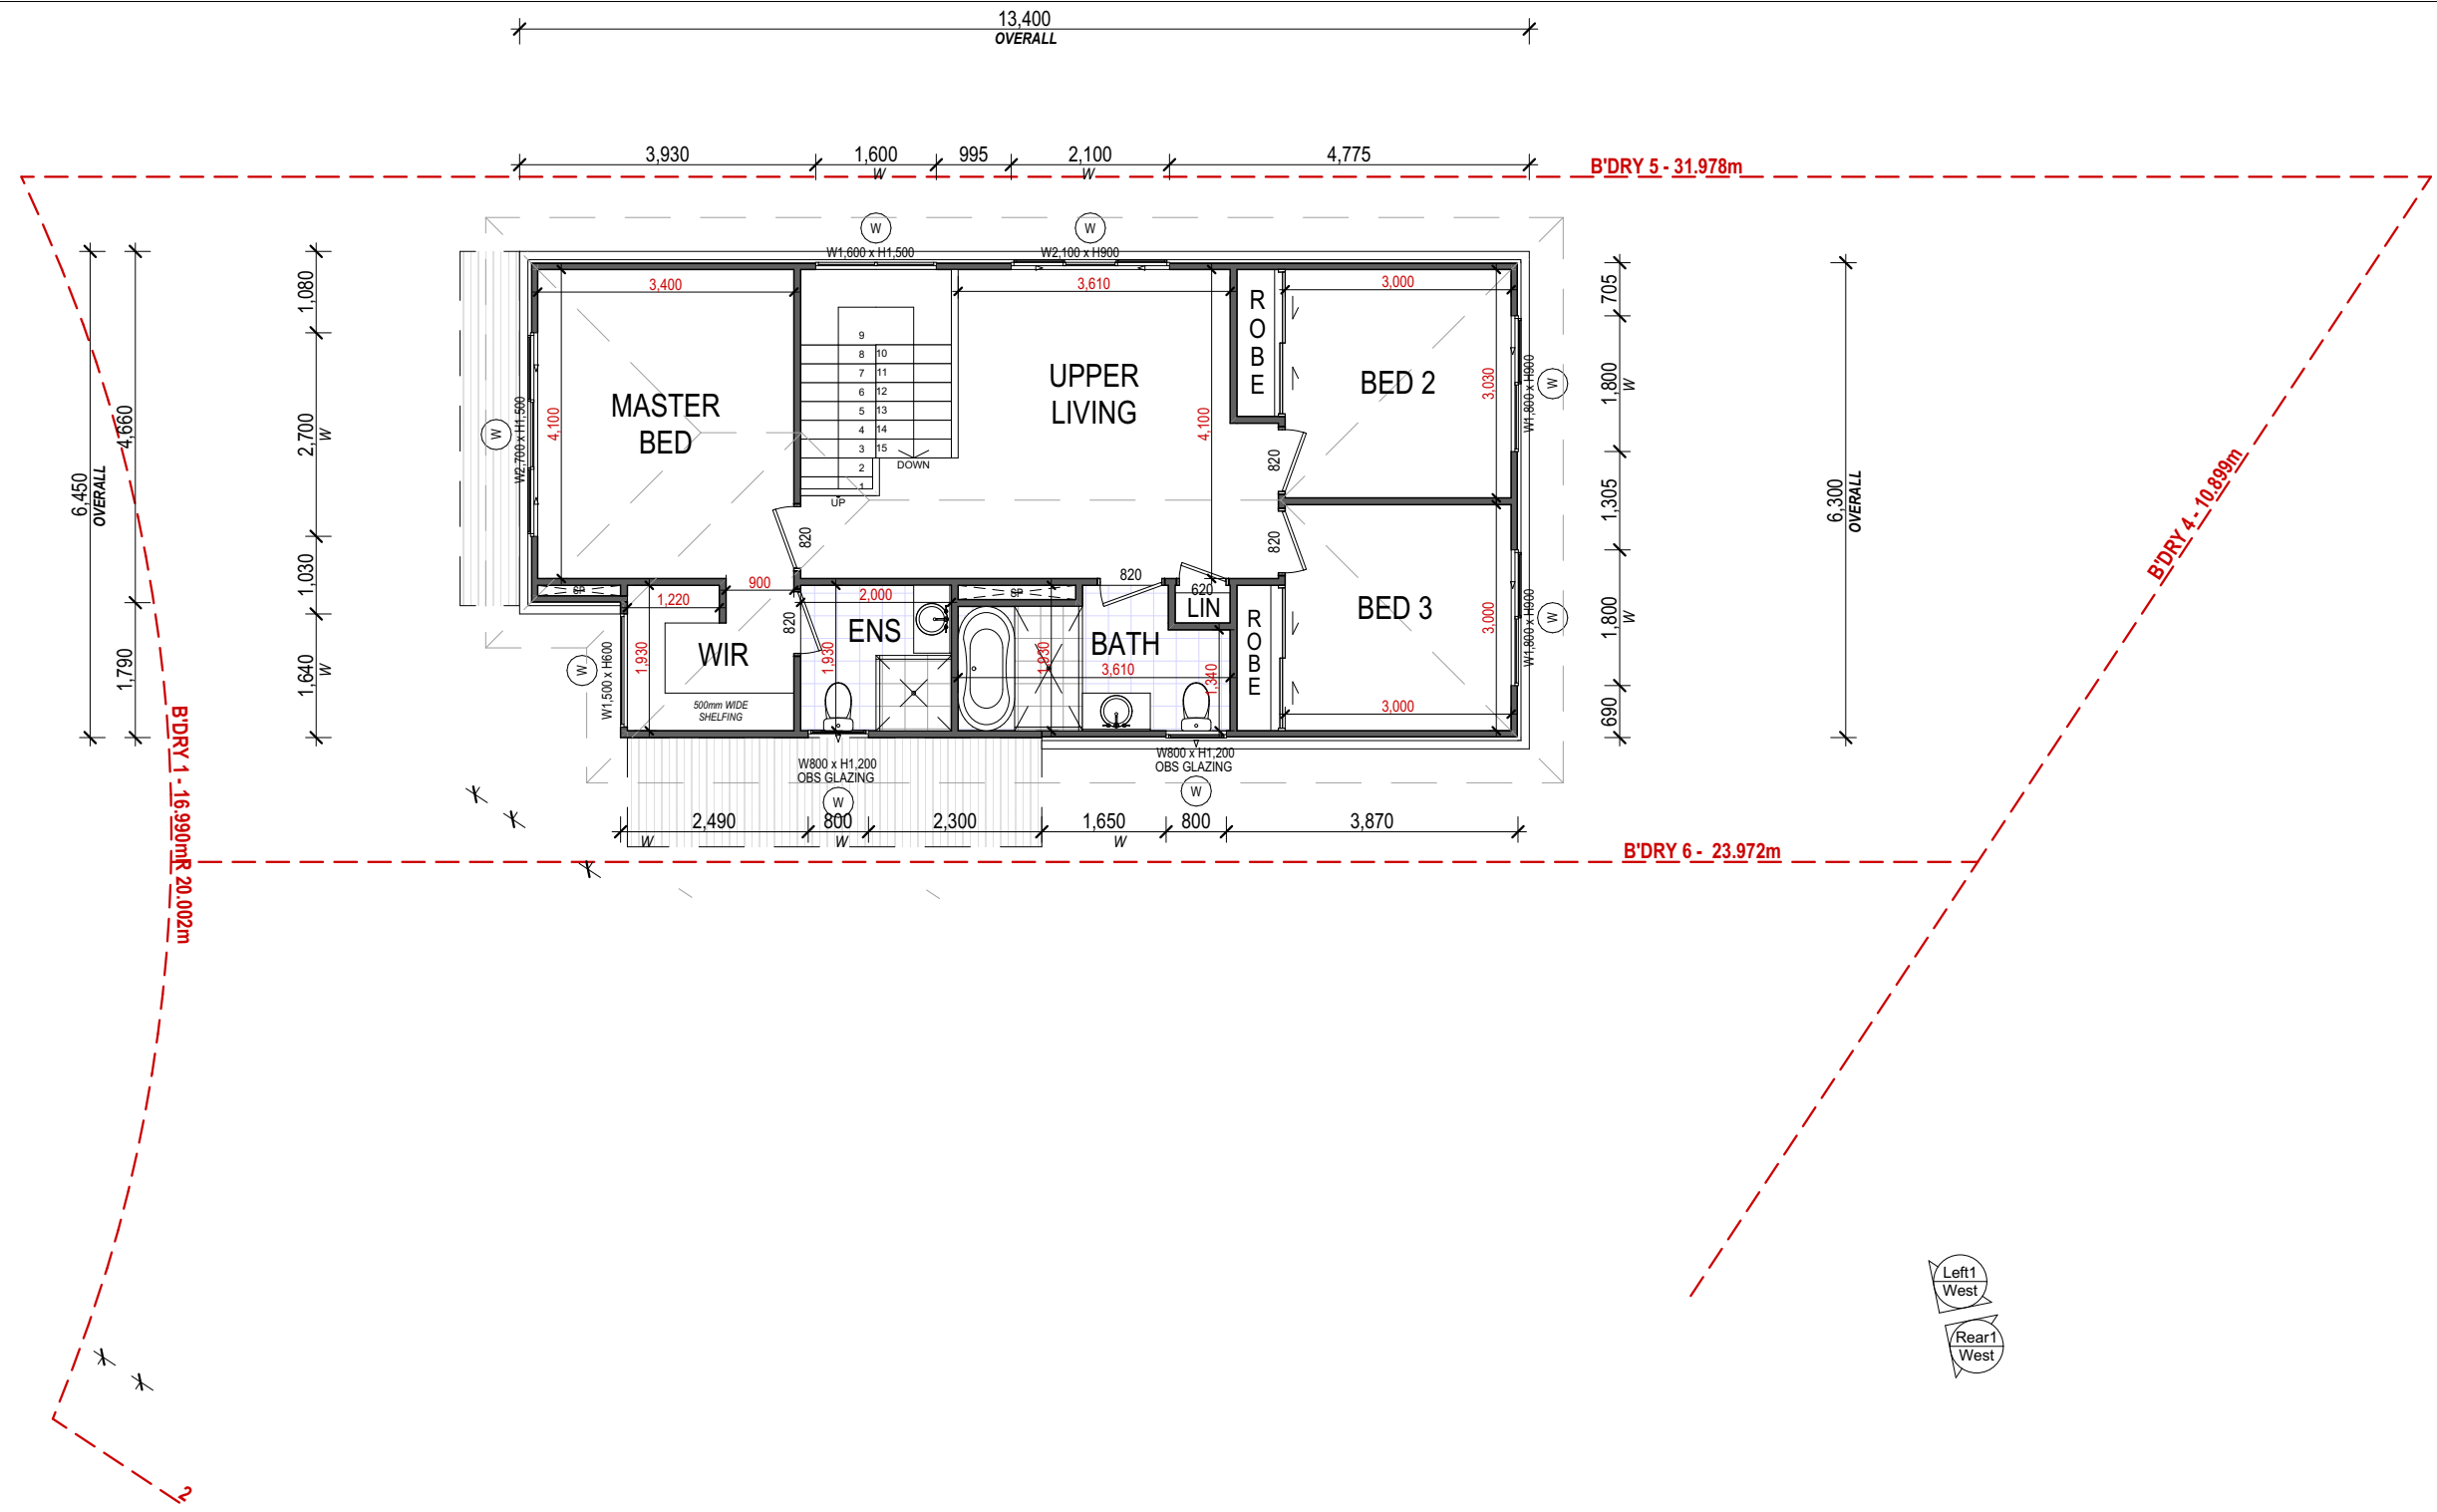 13,400
OVERALL
3,930
1,600
W
995
2,100
W
4,775
B'DRY 5 - 31.978m
W
W
W1,600 x H1,500
W2,100 x H900
6,450
OVERALL
4,660
1,790
1,080
2,700
W
1,030
1,640
W
W
W2,700 x H1,500
3,400
4,100
MASTER
BED
9
8
7
6
5
4
3
2
1
10
11
12
13
14
15
DOWN
UP
3,610
UPPER
LIVING
4,100
ROBE
3,000
BED 2
3,030
W1,800 x H900
W
705
1,800
W
1,305
1,800
W
690
6,300
OVERALL
B'DRY 4 - 10.899m
820
820
820
820
620
LIN
SP
900
1,220
820
2,000
SP
WIR
1,930
500mm WIDE
SHELFING
ENS
1,930
BATH
1,930
3,610
1,340
ROBE
BED 3
3,000
3,000
W1,800 x H900
W
W
W1,500 x H600
W800 x H1,200
OBS GLAZING
W
W800 x H1,200
OBS GLAZING
W
2,490
W
800
W
2,300
1,650
W
800
3,870
B'DRY 6 - 23.972m
B'DRY 1 - 16.990mR 20.002m
Left1
West
Rear1
West
2